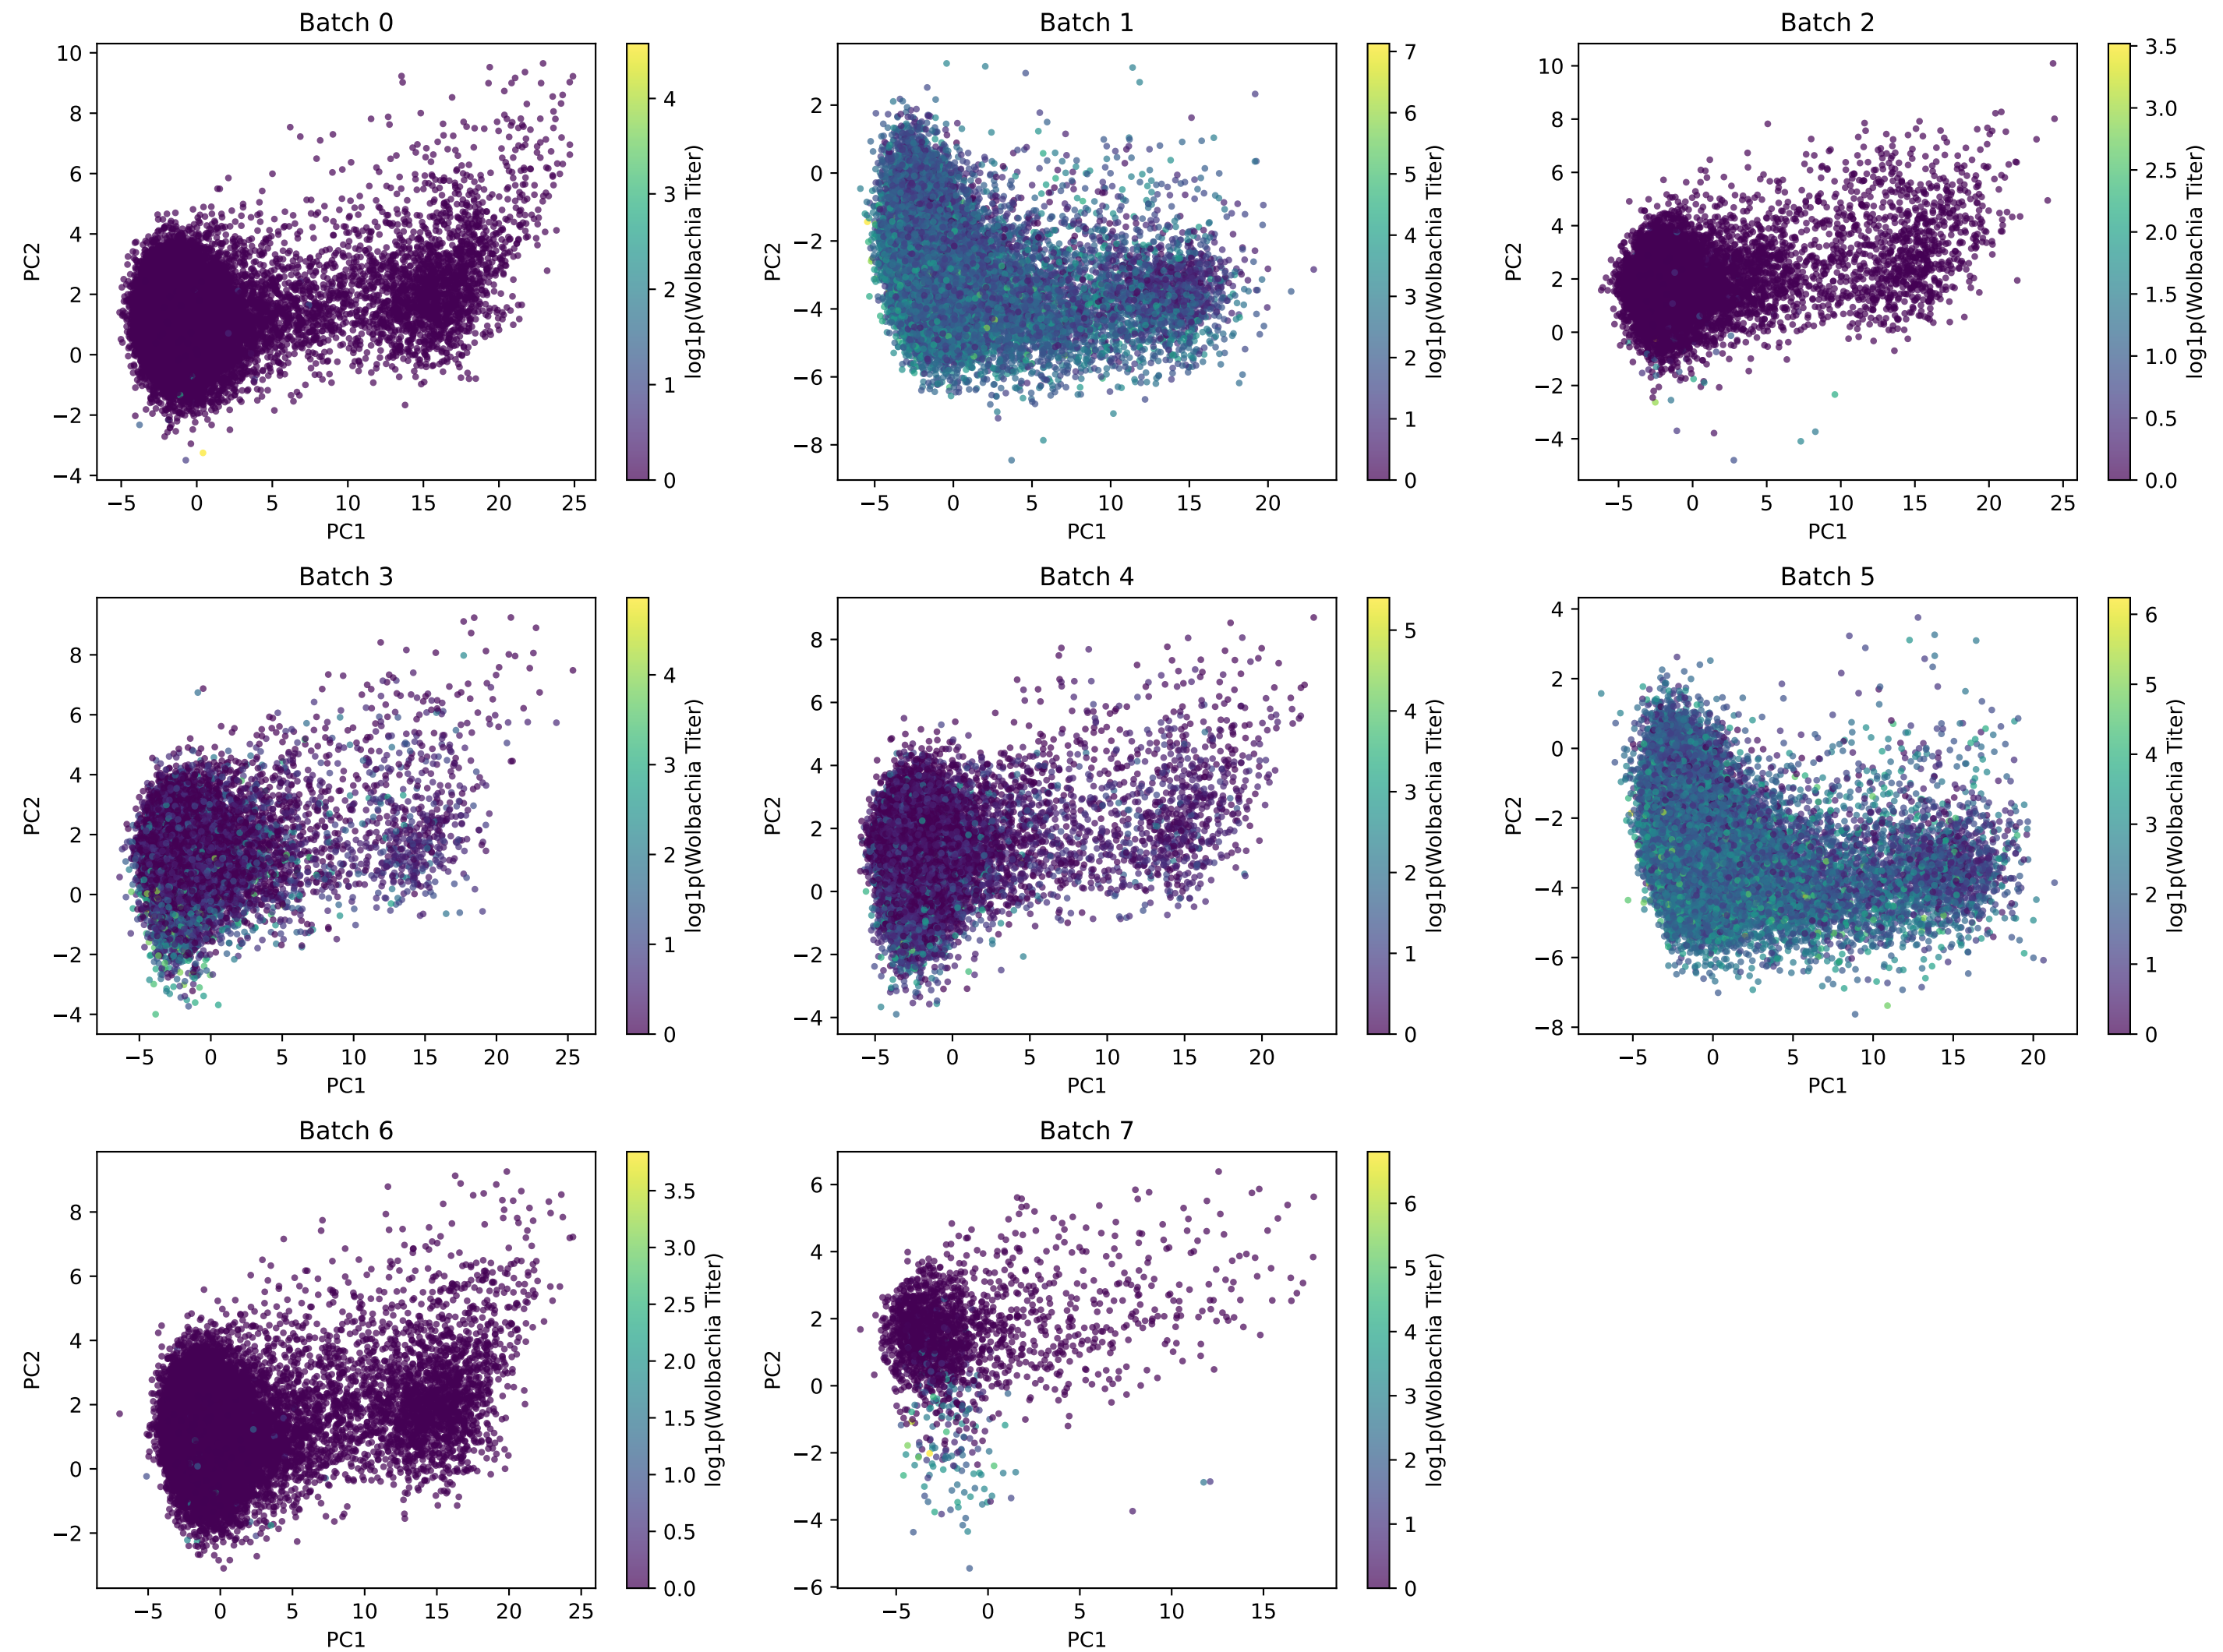 Batch 0
10
8
6
4
2
0
−2
−4
PC2
−5 0 5 10 15 20 25
PC1
4
3
2
1
0
log1p(Wolbachia Titer)
Batch 1
2
0
−2
−4
−6
−8
PC2
−5 0 5 10 15 20
PC1
7
6
5
4
3
2
1
0
log1p(Wolbachia Titer)
Batch 2
10
8
6
4
2
0
−2
−4
PC2
−5 0 5 10 15 20 25
PC1
3.5
3.0
2.5
2.0
1.5
1.0
0.5
0.0
log1p(Wolbachia Titer)
Batch 3
8
6
4
2
0
−2
−4
PC2
−5 0 5 10 15 20 25
PC1
4
3
2
1
0
log1p(Wolbachia Titer)
Batch 4
8
6
4
2
0
−2
−4
PC2
−5 0 5 10 15 20
PC1
5
4
3
2
1
0
log1p(Wolbachia Titer)
Batch 5
4
2
0
−2
−4
−6
−8
PC2
−5 0 5 10 15 20
PC1
6
5
4
3
2
1
0
log1p(Wolbachia Titer)
Batch 6
8
6
4
2
0
−2
PC2
−5 0 5 10 15 20 25
PC1
3.5
3.0
2.5
2.0
1.5
1.0
0.5
0.0
log1p(Wolbachia Titer)
Batch 7
6
4
2
0
−2
−4
−6
PC2
−5 0 5 10 15
PC1
6
5
4
3
2
1
0
log1p(Wolbachia Titer)